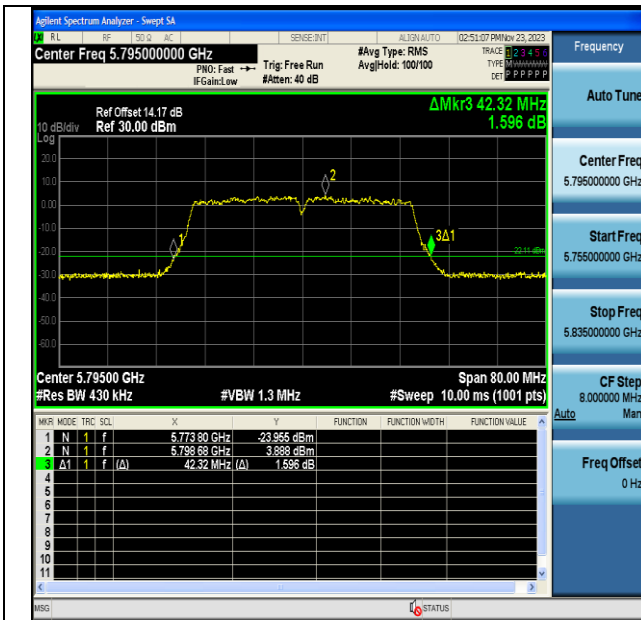 Agilent Spectrum Analyzer - Swept SA
RL RF 50 Ω AC SENSE:INT ALIGN AUTO 02:51:07 PM Nov 23, 2023
Center Freq 5.795000000 GHz
PNO: Fast
IFGain:Low
Trig: Free Run
#Atten: 40 dB
#Avg Type: RMS
Avg|Hold: 100/100
TRACE 1 2 3 4 5 6
TYPE MWWWWW
DET P P P P P P
Frequency
Auto Tune
Center Freq
5.795000000 GHz
Start Freq
5.755000000 GHz
Stop Freq
5.835000000 GHz
CF Step
8.000000 MHz
Auto Man
Freq Offset
0 Hz
Ref Offset 14.17 dB
10 dB/div Ref 30.00 dBm
Log
ΔMkr3 42.32 MHz
1.596 dB
20.0
10.0
0.00
-10.0
-20.0
-30.0
-40.0
-50.0
-60.0
1
2
3Δ1
-22.11 dBm
Center 5.79500 GHz Span 80.00 MHz
#Res BW 430 kHz #VBW 1.3 MHz #Sweep 10.00 ms (1001 pts)
MKR MODE TRC SCL X Y FUNCTION FUNCTION WIDTH FUNCTION VALUE
1 N 1 f 5.773 80 GHz -23.955 dBm
2 N 1 f 5.798 68 GHz 3.888 dBm
3 Δ1 1 f (Δ) 42.32 MHz (Δ) 1.596 dB
4
5
6
7
8
9
10
11
MSG STATUS